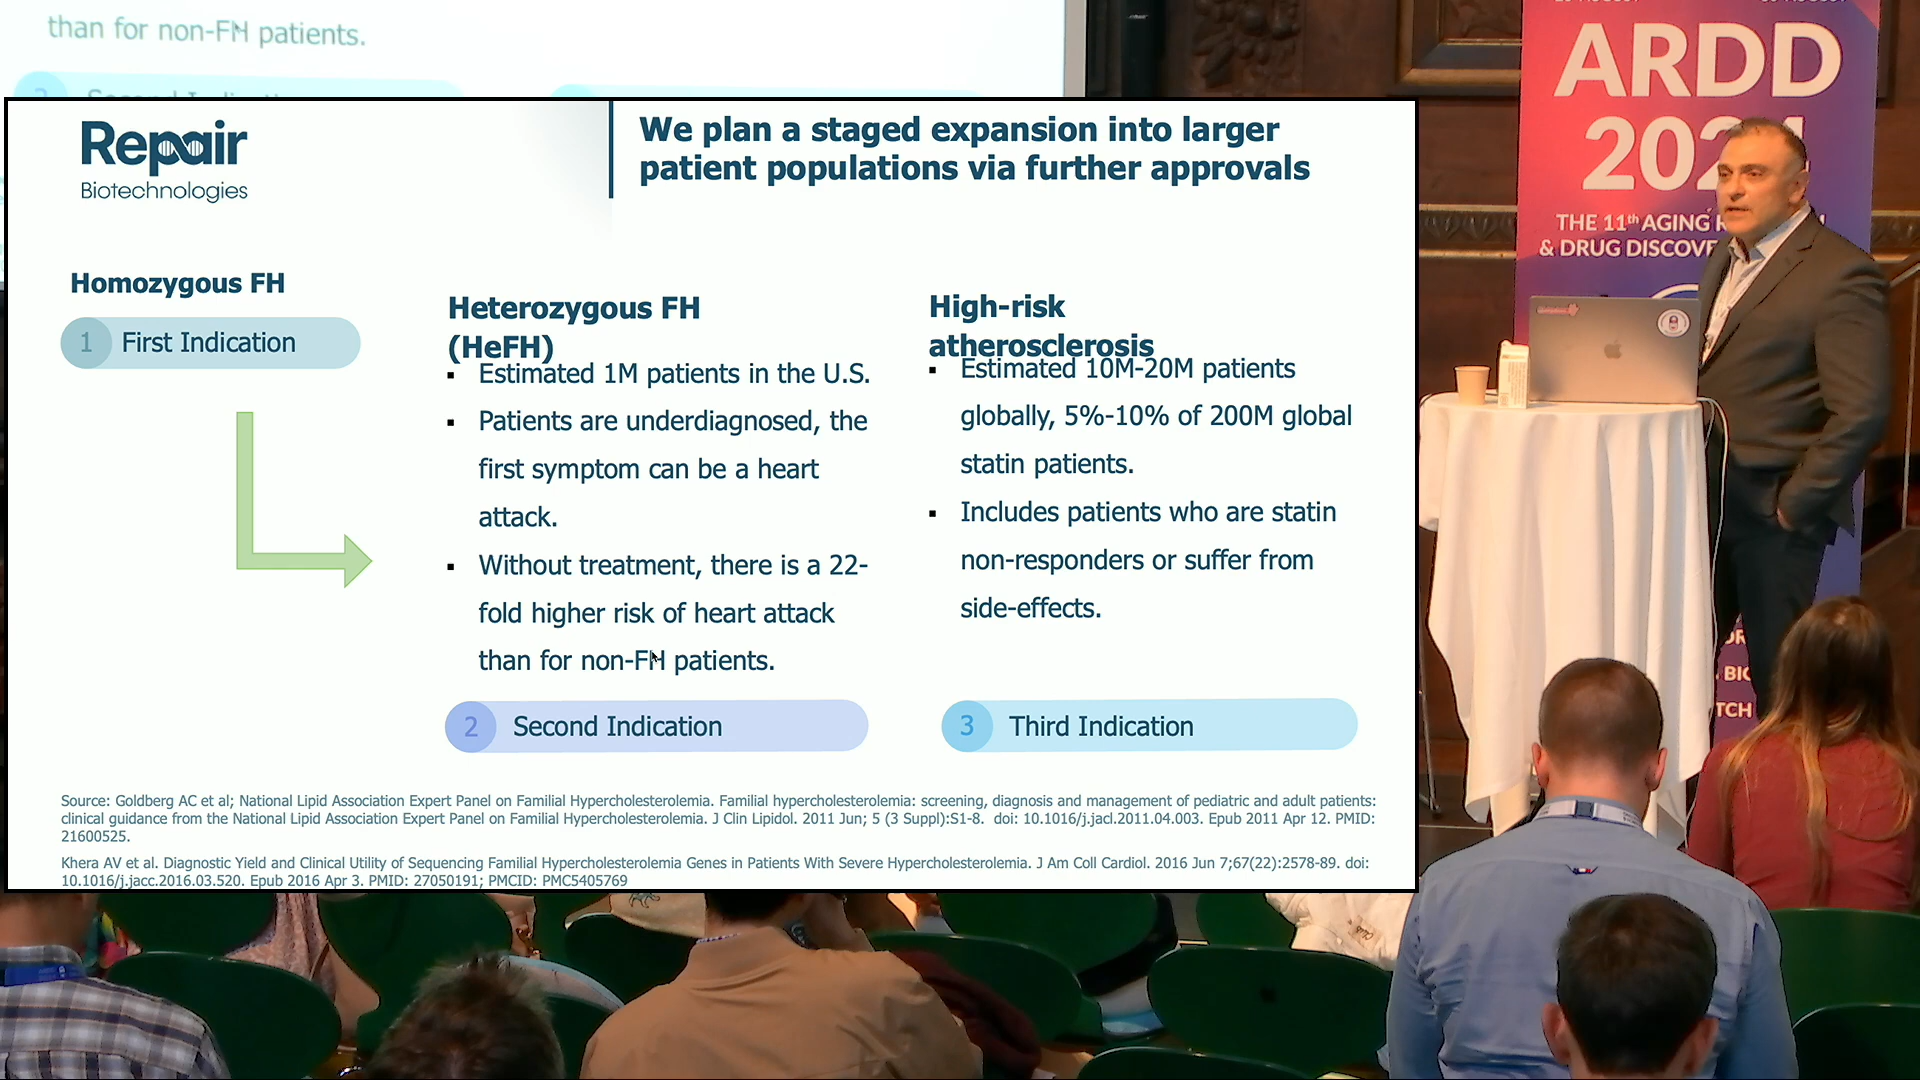 than for non-FH patients.
Repair
Biotechnologies
We plan a staged expansion into larger
patient populations via further approvals
Homozygous FH
1 First Indication
Heterozygous FH
(HeFH)
▪ Estimated 1M patients in the U.S.
▪ Patients are underdiagnosed, the
first symptom can be a heart
attack.
▪ Without treatment, there is a 22-
fold higher risk of heart attack
than for non-FH patients.
2 Second Indication
High-risk
atherosclerosis
▪ Estimated 10M-20M patients
globally, 5%-10% of 200M global
statin patients.
▪ Includes patients who are statin
non-responders or suffer from
side-effects.
3 Third Indication
Source: Goldberg AC et al; National Lipid Association Expert Panel on Familial Hypercholesterolemia. Familial hypercholesterolemia: screening, diagnosis and management of pediatric and adult patients:
clinical guidance from the National Lipid Association Expert Panel on Familial Hypercholesterolemia. J Clin Lipidol. 2011 Jun; 5 (3 Suppl):S1-8. doi: 10.1016/j.jacl.2011.04.003. Epub 2011 Apr 12. PMID:
21600525.
Khera AV et al. Diagnostic Yield and Clinical Utility of Sequencing Familial Hypercholesterolemia Genes in Patients With Severe Hypercholesterolemia. J Am Coll Cardiol. 2016 Jun 7;67(22):2578-89. doi:
10.1016/j.jacc.2016.03.520. Epub 2016 Apr 3. PMID: 27050191; PMCID: PMC5405769
ARDD
2024
THE 11th AGING
& DRUG DISCOVE
BIO
TCH